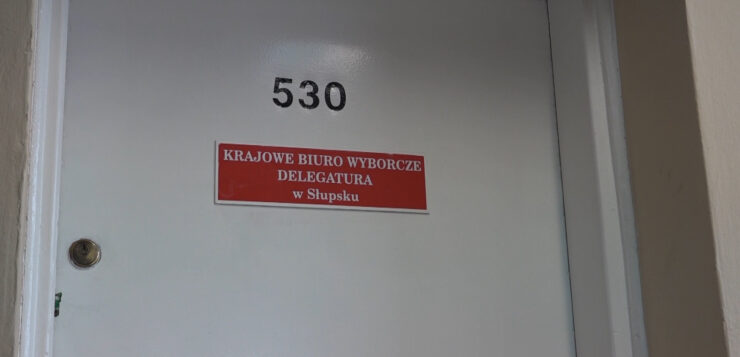 530
KRAJOWE BIURO WYBORCZE
DELEGATURA
w Słupsku